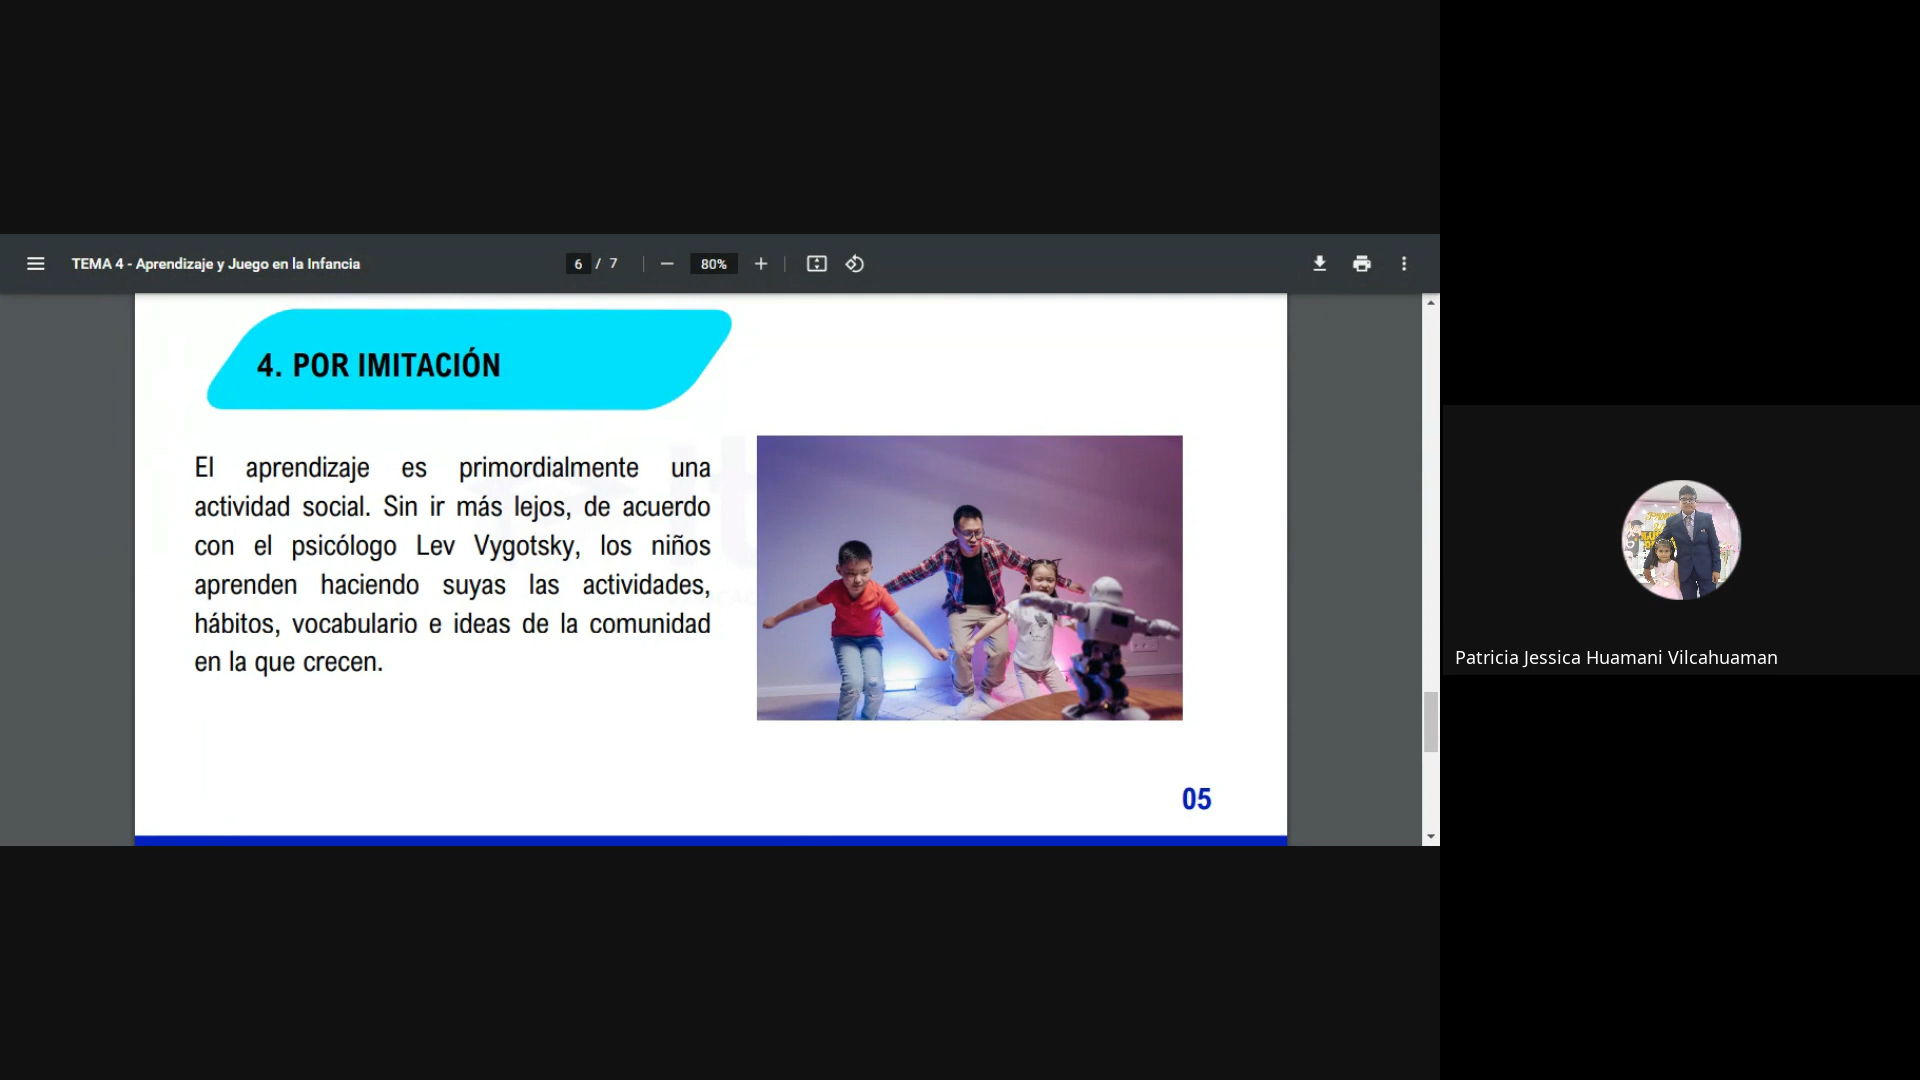 TEMA 4 - Aprendizaje y Juego en la Infancia
6 / 7
80%
4. POR IMITACIÓN
El aprendizaje es primordialmente una
actividad social. Sin ir más lejos, de acuerdo
con el psicólogo Lev Vygotsky, los niños
aprenden haciendo suyas las actividades,
hábitos, vocabulario e ideas de la comunidad
en la que crecen.
05
Patricia Jessica Huamani Vilcahuaman